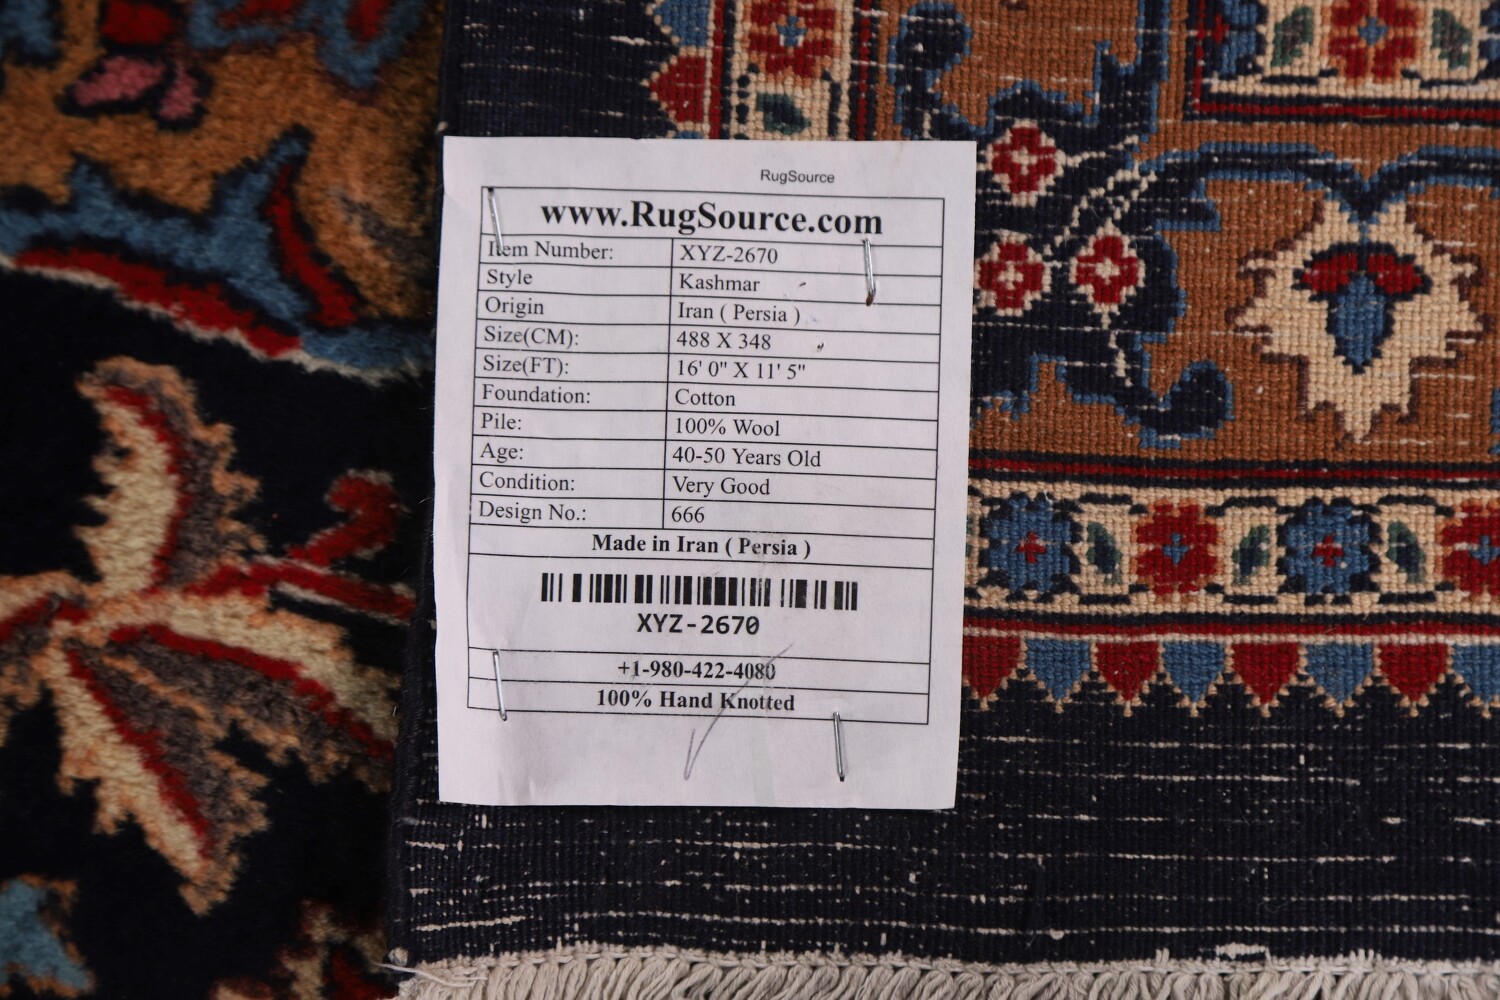 RugSource
www.RugSource.com
Item Number: XYZ-2670
Style Kashmar
Origin Iran ( Persia )
Size(CM): 488 X 348
Size(FT): 16' 0" X 11' 5"
Foundation: Cotton
Pile: 100% Wool
Age: 40-50 Years Old
Condition: Very Good
Design No.: 666
Made in Iran ( Persia )
XYZ-2670
+1-980-422-4080
100% Hand Knotted